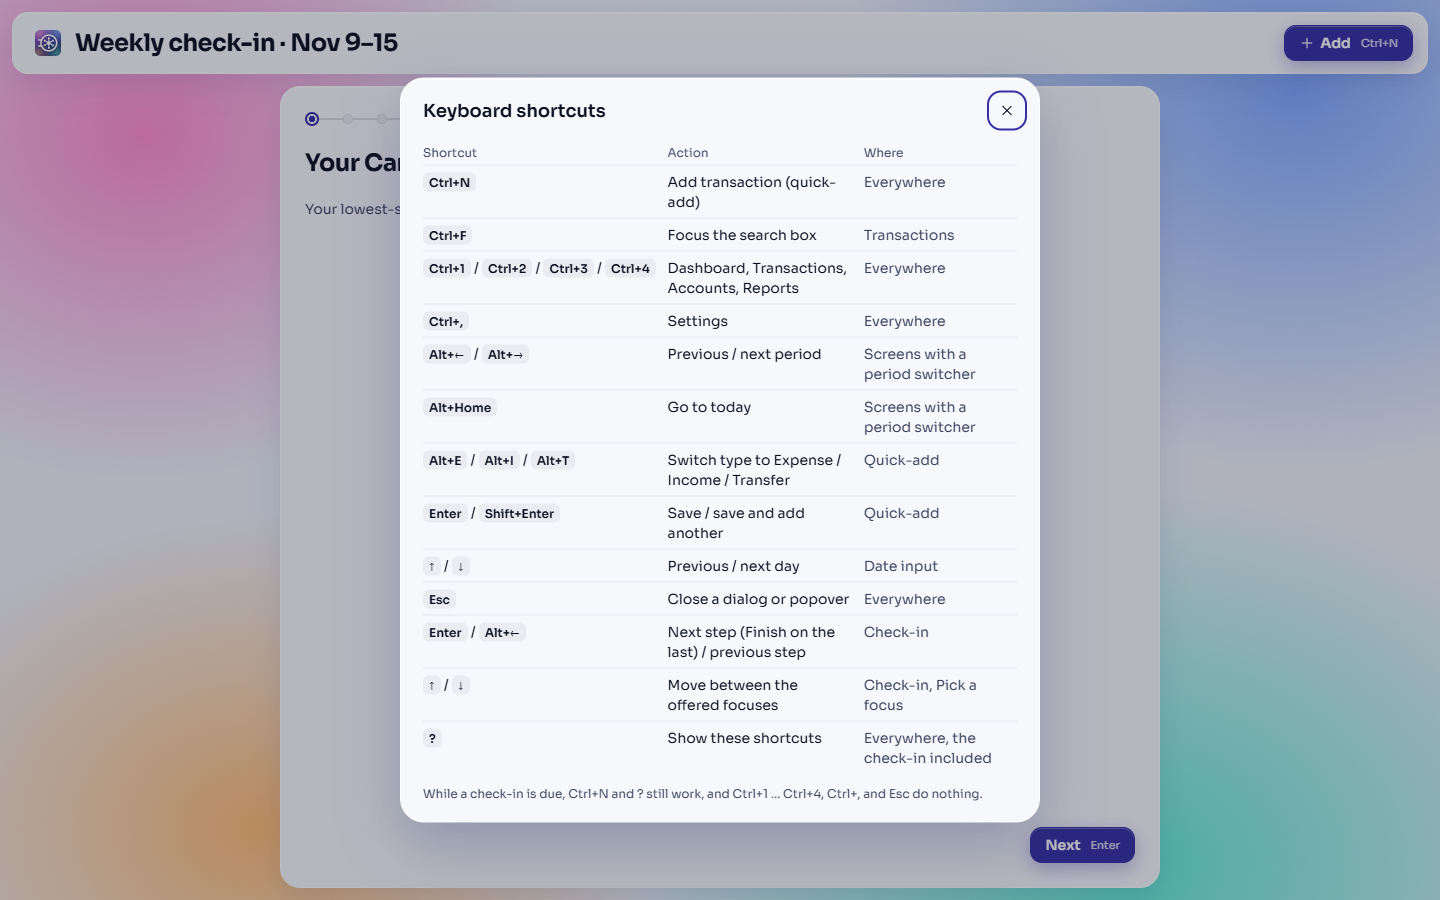 Weekly check-in · Nov 9–15
+ Add Ctrl+N
Keyboard shortcuts
Your Car
Your lowest-s
Shortcut Action Where
Ctrl+N Add transaction (quick- Everywhere
add)
Ctrl+F Focus the search box Transactions
Ctrl+1 / Ctrl+2 / Ctrl+3 / Ctrl+4 Dashboard, Transactions, Everywhere
Accounts, Reports
Ctrl+, Settings Everywhere
Alt+← / Alt+→ Previous / next period Screens with a
period switcher
Alt+Home Go to today Screens with a
period switcher
Alt+E / Alt+I / Alt+T Switch type to Expense / Quick-add
Income / Transfer
Enter / Shift+Enter Save / save and add Quick-add
another
↑ / ↓ Previous / next day Date input
Esc Close a dialog or popover Everywhere
Enter / Alt+← Next step (Finish on the Check-in
last) / previous step
↑ / ↓ Move between the Check-in, Pick a
offered focuses focus
? Show these shortcuts Everywhere, the
check-in included
While a check-in is due, Ctrl+N and ? still work, and Ctrl+1 … Ctrl+4, Ctrl+, and Esc do nothing.
Next Enter